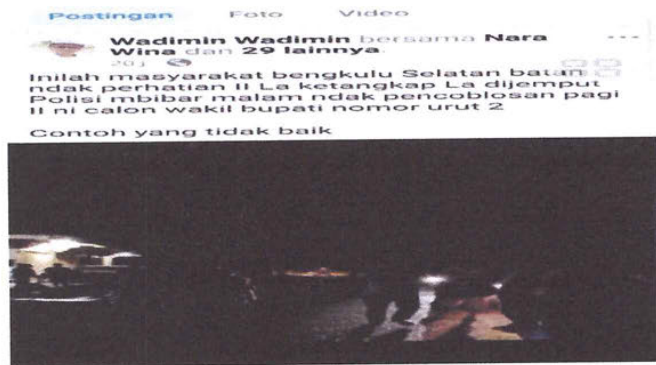 Postingan Foto Video
Wadimin Wadimin bersama Nara
Wina dan 29 lainnya.
20 j
Inilah masyarakat bengkulu Selatan batan
ndak perhatian II La ketangkap La dijemput
Polisi mbibar malam ndak pencoblosan pagi
II ni calon wakil bupati nomor urut 2
Contoh yang tidak baik